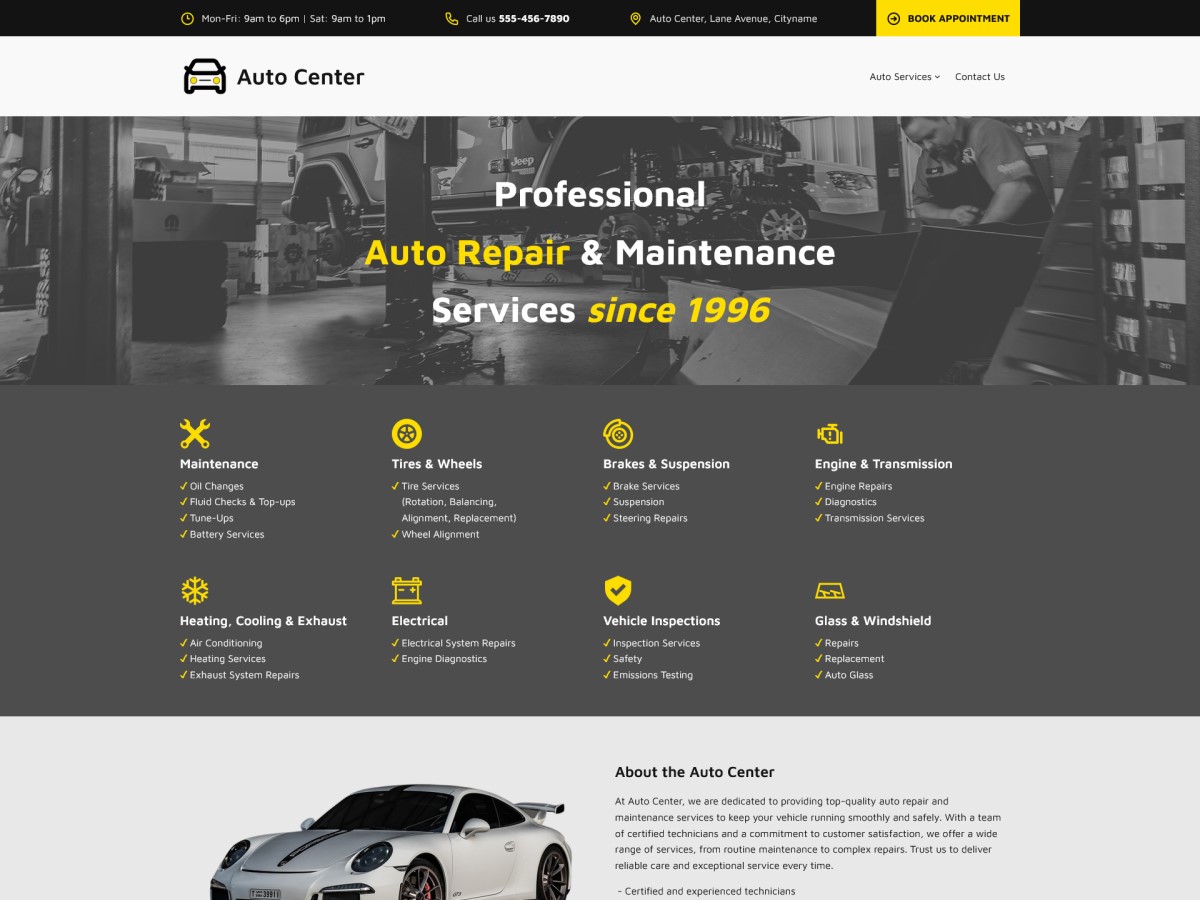 Mon-Fri: 9am to 6pm | Sat: 9am to 1pm
Call us 555-456-7890
Auto Center, Lane Avenue, Cityname
BOOK APPOINTMENT
Auto Center
Auto Services
Contact Us
Jeep
Professional
Auto Repair & Maintenance
Services since 1996
Maintenance
✓ Oil Changes
✓ Fluid Checks & Top-ups
✓ Tune-Ups
✓ Battery Services
Tires & Wheels
✓ Tire Services
(Rotation, Balancing,
Alignment, Replacement)
✓ Wheel Alignment
Brakes & Suspension
✓ Brake Services
✓ Suspension
✓ Steering Repairs
Engine & Transmission
✓ Engine Repairs
✓ Diagnostics
✓ Transmission Services
Heating, Cooling & Exhaust
✓ Air Conditioning
✓ Heating Services
✓ Exhaust System Repairs
Electrical
✓ Electrical System Repairs
✓ Engine Diagnostics
Vehicle Inspections
✓ Inspection Services
✓ Safety
✓ Emissions Testing
Glass & Windshield
✓ Repairs
✓ Replacement
✓ Auto Glass
About the Auto Center
At Auto Center, we are dedicated to providing top-quality auto repair and
maintenance services to keep your vehicle running smoothly and safely. With a team
of certified technicians and a commitment to customer satisfaction, we offer a wide
range of services, from routine maintenance to complex repairs. Trust us to deliver
reliable care and exceptional service every time.
- Certified and experienced technicians
39911
GT3